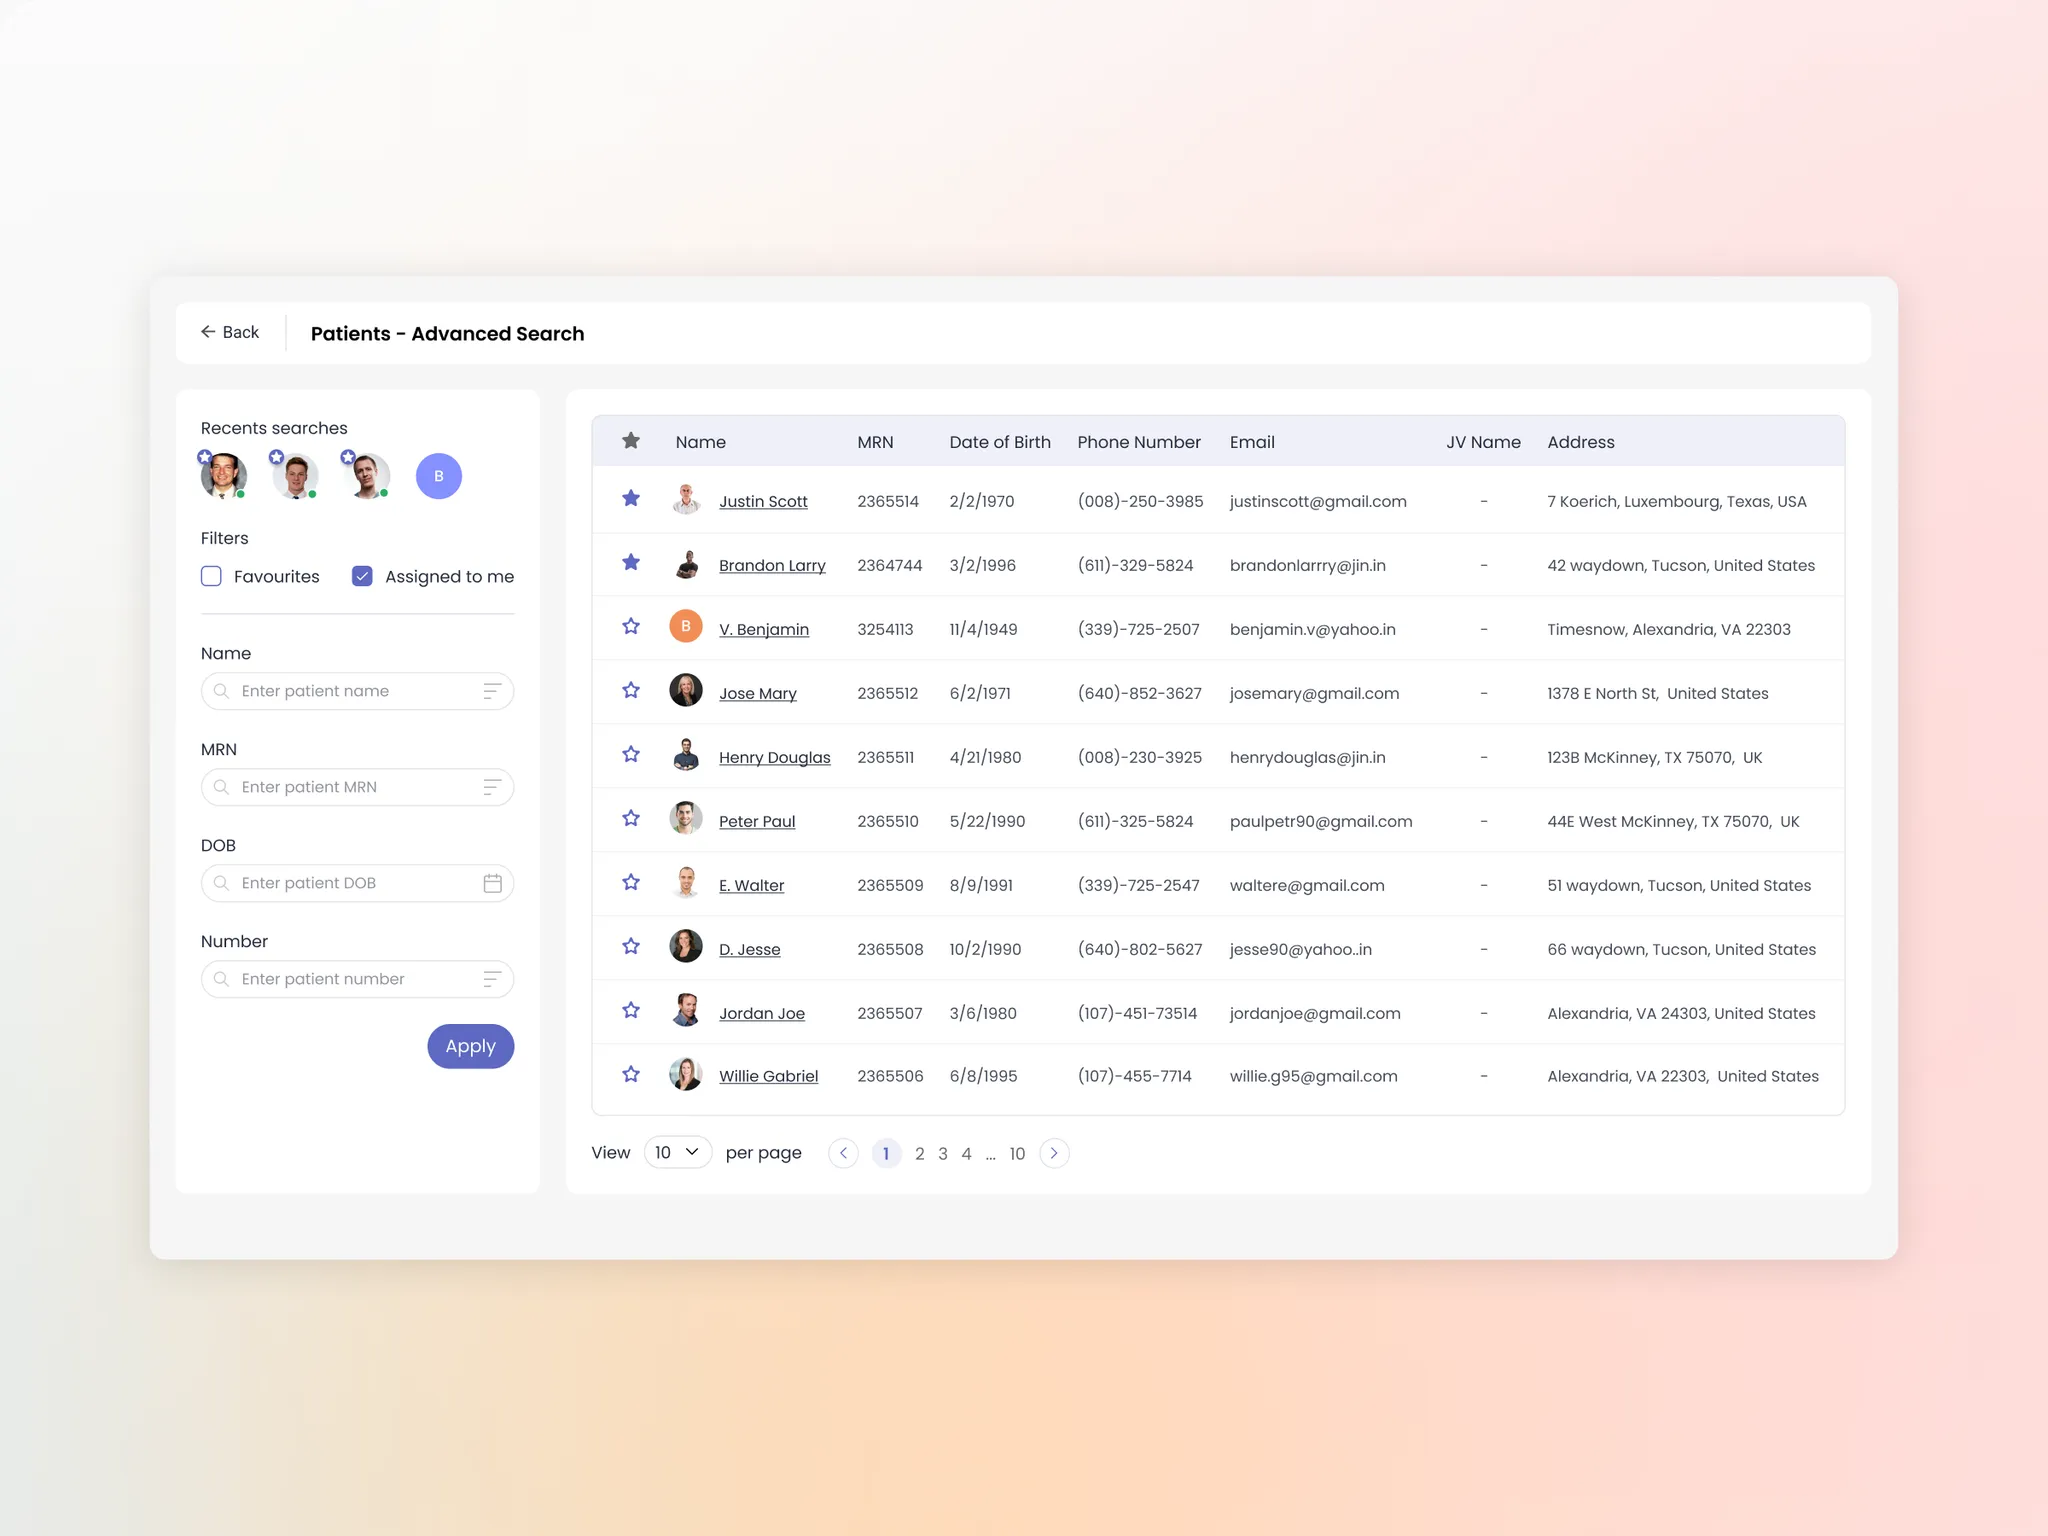 Back
Patients - Advanced Search
Recents searches
B
Filters
Favourites Assigned to me
Name
Enter patient name
MRN
Enter patient MRN
DOB
Enter patient DOB
Number
Enter patient number
Apply
Name MRN Date of Birth Phone Number Email JV Name Address
Justin Scott 2365514 2/2/1970 (008)-250-3985 justinscott@gmail.com - 7 Koerich, Luxembourg, Texas, USA
Brandon Larry 2364744 3/2/1996 (611)-329-5824 brandonlarrry@jin.in - 42 waydown, Tucson, United States
B V. Benjamin 3254113 11/4/1949 (339)-725-2507 benjamin.v@yahoo.in - Timesnow, Alexandria, VA 22303
Jose Mary 2365512 6/2/1971 (640)-852-3627 josemary@gmail.com - 1378 E North St, United States
Henry Douglas 2365511 4/21/1980 (008)-230-3925 henrydouglas@jin.in - 123B McKinney, TX 75070, UK
Peter Paul 2365510 5/22/1990 (611)-325-5824 paulpetr90@gmail.com - 44E West McKinney, TX 75070, UK
E. Walter 2365509 8/9/1991 (339)-725-2547 waltere@gmail.com - 51 waydown, Tucson, United States
D. Jesse 2365508 10/2/1990 (640)-802-5627 jesse90@yahoo..in - 66 waydown, Tucson, United States
Jordan Joe 2365507 3/6/1980 (107)-451-73514 jordanjoe@gmail.com - Alexandria, VA 24303, United States
Willie Gabriel 2365506 6/8/1995 (107)-455-7714 willie.g95@gmail.com - Alexandria, VA 22303, United States
View 10 per page 1 2 3 4 ... 10